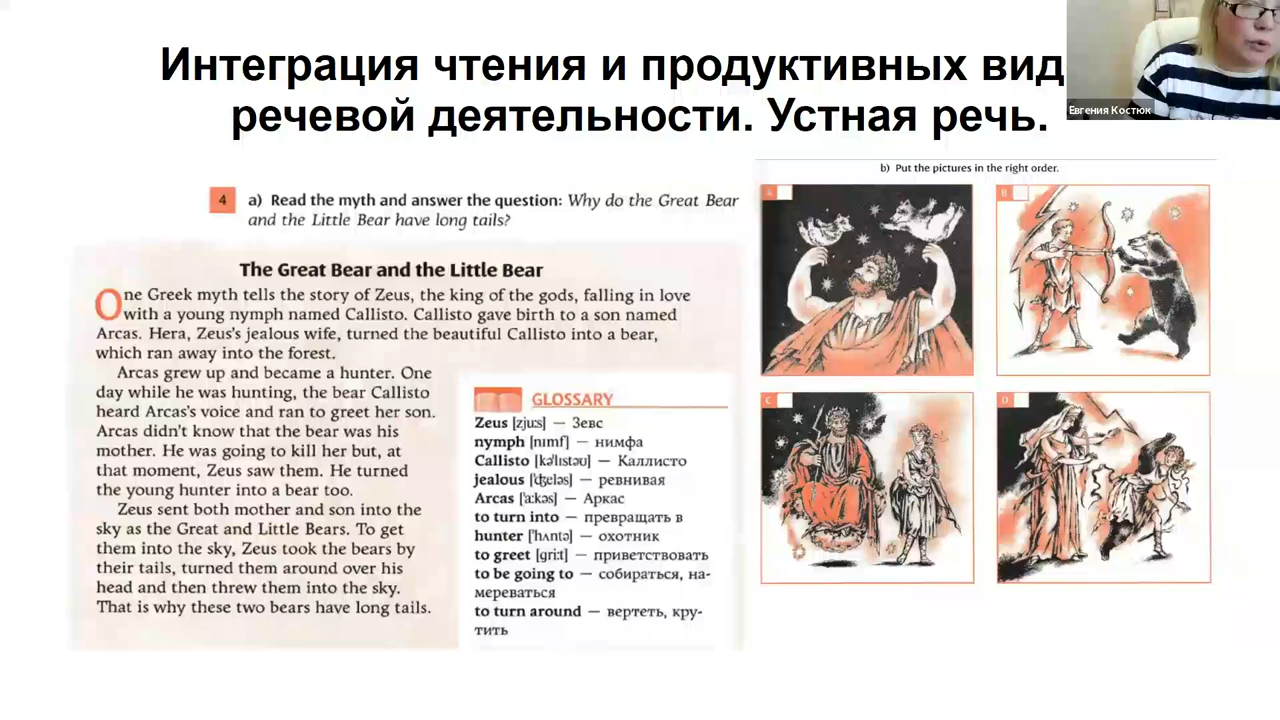 Интеграция чтения и продуктивных вид
речевой деятельности. Устная речь.
Евгения Костюк
4 a) Read the myth and answer the question: Why do the Great Bear
and the Little Bear have long tails?
The Great Bear and the Little Bear
One Greek myth tells the story of Zeus, the king of the gods, falling in love
with a young nymph named Callisto. Callisto gave birth to a son named
Arcas. Hera, Zeus's jealous wife, turned the beautiful Callisto into a bear,
which ran away into the forest.
Arcas grew up and became a hunter. One
day while he was hunting, the bear Callisto
heard Arcas's voice and ran to greet her son.
Arcas didn't know that the bear was his
mother. He was going to kill her but, at
that moment, Zeus saw them. He turned
the young hunter into a bear too.
Zeus sent both mother and son into the
sky as the Great and Little Bears. To get
them into the sky, Zeus took the bears by
their tails, turned them around over his
head and then threw them into the sky.
That is why these two bears have long tails.
GLOSSARY
Zeus [zju:s] — Зевс
nymph [nɪmf] — нимфа
Callisto [kə'lɪstəʊ] — Каллисто
jealous ['dʒeləs] — ревнивая
Arcas ['a:kəs] — Аркас
to turn into — превращать в
hunter ['hʌntə] — охотник
to greet [gri:t] — приветствовать
to be going to — собираться, на-
мереваться
to turn around — вертеть, кру-
тить
b) Put the pictures in the right order.
A
B
C
D